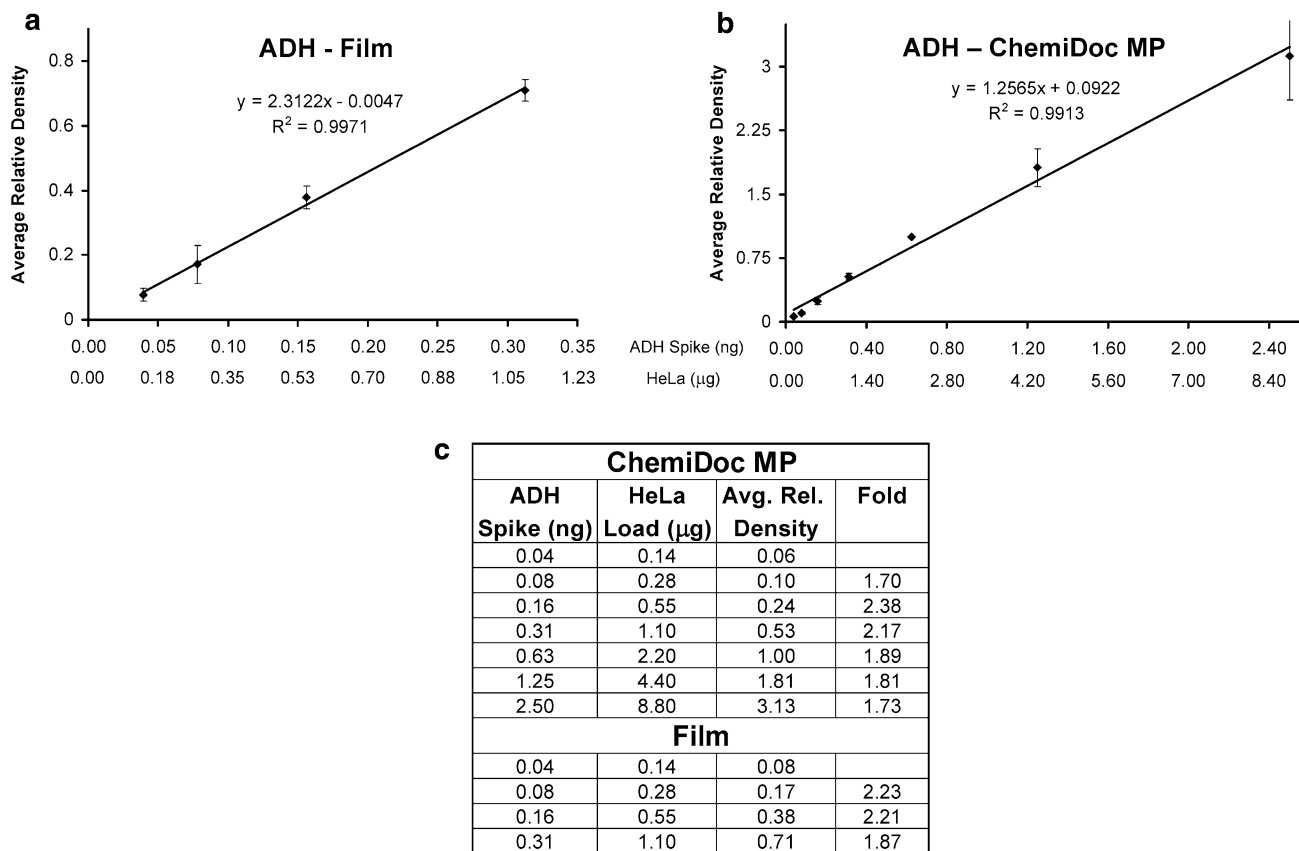 a
ADH - Film
y = 2.3122x - 0.0047
R² = 0.9971
Average Relative Density
0.8
0.6
0.4
0.2
0
0.00 0.05 0.10 0.15 0.20 0.25 0.30 0.35
0.00 0.18 0.35 0.53 0.70 0.88 1.05 1.23
ADH Spike (ng)
HeLa (µg)
b
ADH – ChemiDoc MP
y = 1.2565x + 0.0922
R² = 0.9913
Average Relative Density
3
2.25
1.5
0.75
0
0.00 0.40 0.80 1.20 1.60 2.00 2.40
0.00 1.40 2.80 4.20 5.60 7.00 8.40
c
ChemiDoc MP
ADH HeLa Avg. Rel. Fold
Spike (ng) Load (µg) Density
0.04 0.14 0.06
0.08 0.28 0.10 1.70
0.16 0.55 0.24 2.38
0.31 1.10 0.53 2.17
0.63 2.20 1.00 1.89
1.25 4.40 1.81 1.81
2.50 8.80 3.13 1.73
Film
0.04 0.14 0.08
0.08 0.28 0.17 2.23
0.16 0.55 0.38 2.21
0.31 1.10 0.71 1.87